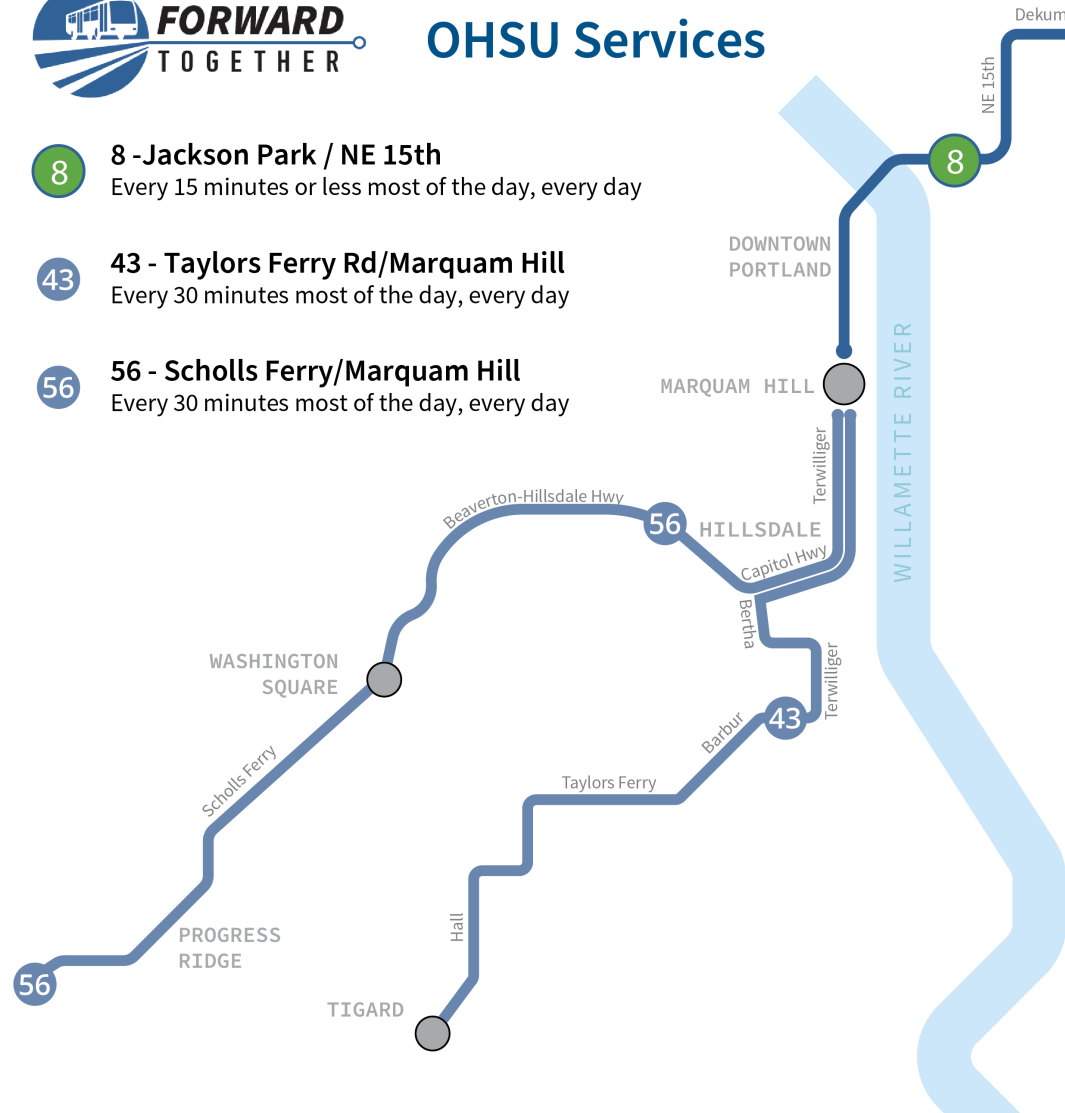 FORWARD
TOGETHER
OHSU Services
8
8 -Jackson Park / NE 15th
Every 15 minutes or less most of the day, every day
43
43 - Taylors Ferry Rd/Marquam Hill
Every 30 minutes most of the day, every day
56
56 - Scholls Ferry/Marquam Hill
Every 30 minutes most of the day, every day
Dekum
NE 15th
8
DOWNTOWN
PORTLAND
MARQUAM HILL
WILLAMETTE RIVER
Terwilliger
Beaverton-Hillsdale Hwy
56
HILLSDALE
Capitol Hwy
Bertha
Terwilliger
WASHINGTON
SQUARE
43
Barbur
Scholls Ferry
Taylors Ferry
Hall
PROGRESS
RIDGE
56
TIGARD